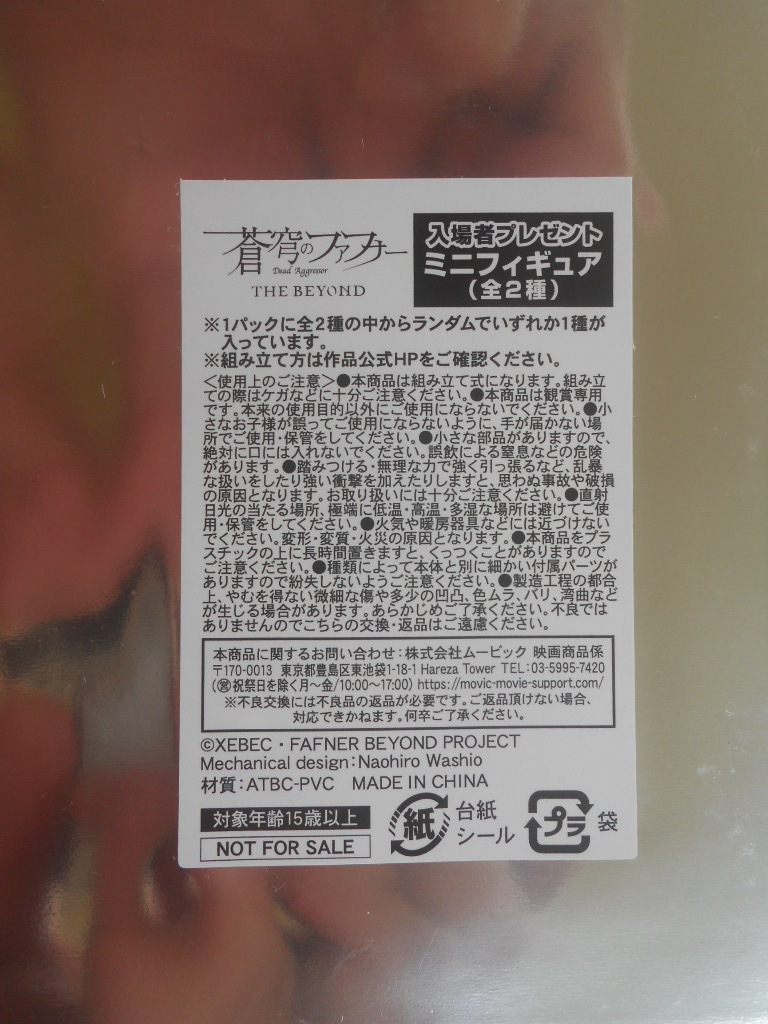 蒼穹のファフナー
Dead Aggressor
THE BEYOND
入場者プレゼント
ミニフィギュア
(全2種)
※1パックに全2種の中からランダムでいずれか1種が
入っています。
※組み立て方は作品公式HPをご確認ください。
<使用上のご注意>●本商品は組み立て式になります。組み立
ての際はケガなどに十分ご注意ください。●本商品は観賞専用
です。本来の使用目的以外にご使用にならないでください。●小
さなお子様が誤ってご使用にならないように、手が届かない場
所でご使用・保管をしてください。●小さな部品がありますので、
絶対に口には入れないでください。誤飲による窒息などの危険
があります。●踏みつける・無理な力で強く引っ張るなど、乱暴
な扱いをしたり強い衝撃を加えたりしますと、思わぬ事故や破損
の原因となります。お取り扱いには十分ご注意ください。●直射
日光の当たる場所、極端に低温・高温・多湿な場所は避けてご使
用・保管をしてください。●火気や暖房器具などには近づけない
でください。変形・変質・火災の原因となります。●本商品をプラ
スチックの上に長時間置きますと、くっつくことがありますので
ご注意ください。●種類によって本体と別に細かい付属パーツが
ありますので紛失しないようご注意ください。●製造工程の都合
上、やむを得ない微細な傷や多少の凹凸、色ムラ、バリ、湾曲など
が生じる場合があります。あらかじめご了承ください。不良では
ありませんのでこちらの交換・返品はご遠慮ください。
本商品に関するお問い合わせ:株式会社ムービック 映画商品係
〒170-0013 東京都豊島区東池袋1-18-1 Hareza Tower TEL:03-5995-7420
(㊡祝祭日を除く月〜金/10:00〜17:00) https://movic-movie-support.com/
※不良交換には不良品の返品が必要です。ご返品頂けない場合、
対応できかねます。何卒ご了承ください。
©XEBEC・FAFNER BEYOND PROJECT
Mechanical design:Naohiro Washio
材質:ATBC-PVC MADE IN CHINA
対象年齢15歳以上
NOT FOR SALE
紙
台紙
シール
プラ
袋